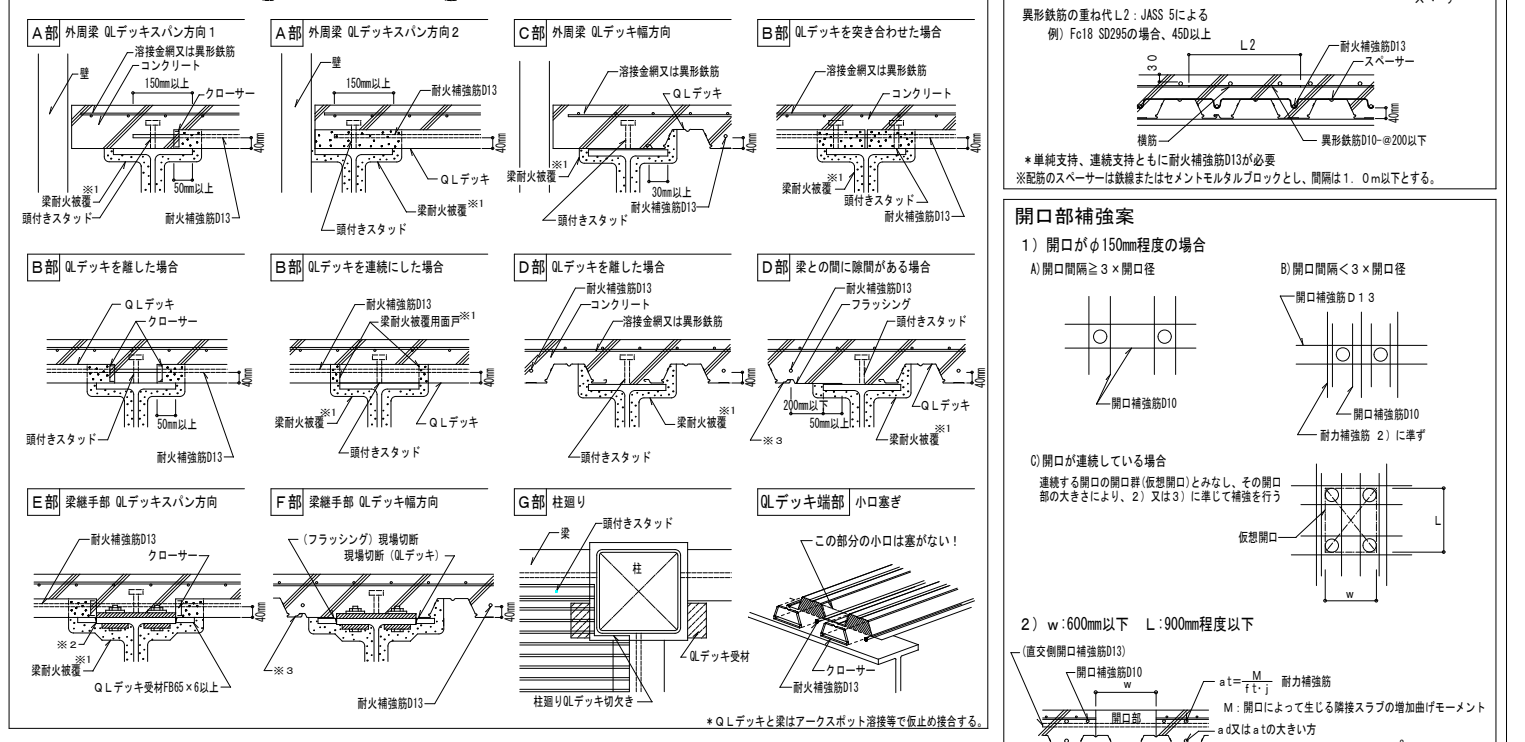 A部 外周梁 QLデッキスパン方向1
溶接金網又は異形鉄筋
コンクリート
壁
150mm以上
クローサー
40mm
※1
50mm以上
梁耐火被覆
頭付きスタッド
耐火補強筋D13
A部 外周梁 QLデッキスパン方向2
壁
150mm以上
耐火補強筋D13
40mm
QLデッキ
梁耐火被覆※1
頭付きスタッド
C部 外周梁 QLデッキ幅方向
溶接金網又は異形鉄筋
QLデッキ
40mm
※1
梁耐火被覆
30mm以上
耐火補強筋D13
頭付きスタッド
B部 QLデッキを突き合わせた場合
溶接金網又は異形鉄筋
コンクリート
40mm
※1
梁耐火被覆
頭付きスタッド
耐火補強筋D13
B部 QLデッキを離した場合
QLデッキ
クローサー
40mm
50mm以上
頭付きスタッド
耐火補強筋D13
B部 QLデッキを連続にした場合
耐火補強筋D13
梁耐火被覆用面戸※1
40mm
※1
梁耐火被覆
QLデッキ
頭付きスタッド
D部 QLデッキを離した場合
耐火補強筋D13
コンクリート
溶接金網又は異形鉄筋
40mm
※1
梁耐火被覆
頭付きスタッド
D部 梁との間に隙間がある場合
耐火補強筋D13
フラッシング
頭付きスタッド
40mm
200mm以下
50mm以上
QLデッキ
※1
梁耐火被覆
※3
E部 梁継手部 QLデッキスパン方向
耐火補強筋D13
クローサー
40mm
※2
※1
梁耐火被覆
QLデッキ受材FB65×6以上
F部 梁継手部 QLデッキ幅方向
(フラッシング)現場切断
現場切断(QLデッキ)
40mm
※3
耐火補強筋D13
G部 柱廻り
頭付きスタッド
梁
柱
QLデッキ受材
柱廻りQLデッキ切欠き
QLデッキ端部 小口塞ぎ
この部分の小口は塞がない!
クローサー
耐火補強筋D13
*QLデッキと梁はアークスポット溶接等で仮止め接合する。
異形鉄筋の重ね代L2:JASS 5による
例)Fc18 SD295の場合、45D以上
L2
耐火補強筋D13
スペーサー
30
40mm
横筋
異形鉄筋D10-@200以下
*単純支持、連続支持ともに耐火補強筋D13が必要
※配筋のスペーサーは鉄線またはセメントモルタルブロックとし、間隔は1.0m以下とする。
開口部補強案
1)開口がφ150mm程度の場合
A)開口間隔≧3×開口径
開口補強筋D10
B)開口間隔<3×開口径
開口補強筋D13
開口補強筋D10
耐力補強筋 2)に準ず
C)開口が連続している場合
連続する開口の開口群(仮想開口)とみなし、その開口
部の大きさにより、2)又は3)に準じて補強を行う
L
仮想開口
w
2)w:600mm以下 L:900mm程度以下
(直交側開口補強筋D13)
開口補強筋D10
w
開口部
at=M/ft・j 耐力補強筋
M:開口によって生じる隣接スラブの増加曲げモーメント
ad又はatの大きい方